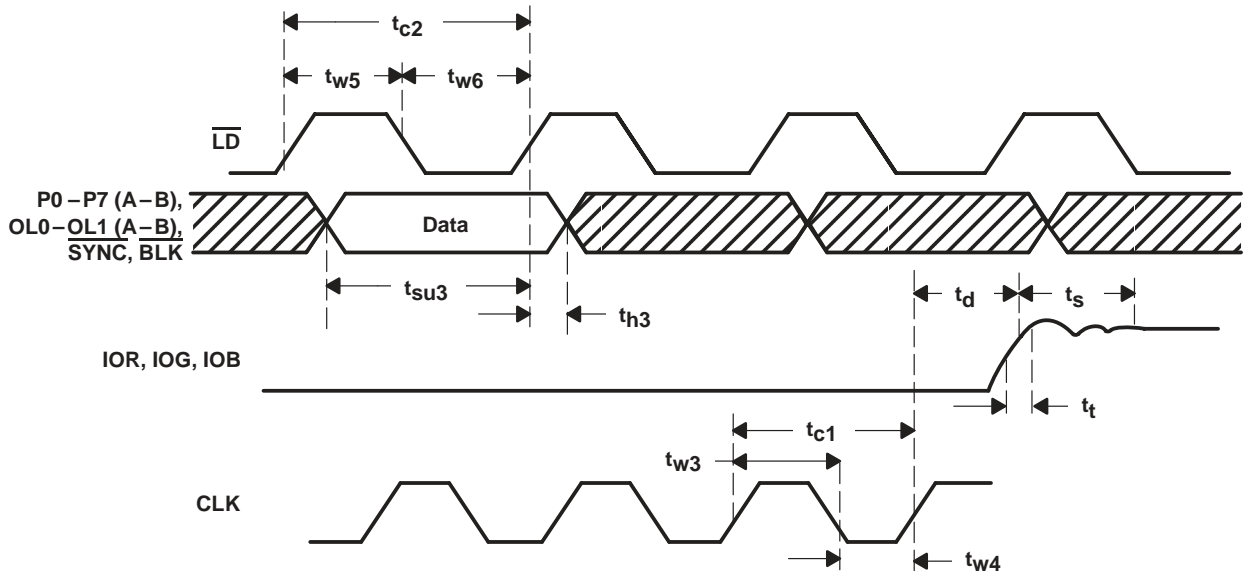 tc2
tw5
tw6
LD
P0–P7 (A–B),
OL0–OL1 (A–B),
SYNC, BLK
Data
tsu3
th3
td
ts
IOR, IOG, IOB
tt
tc1
tw3
CLK
tw4